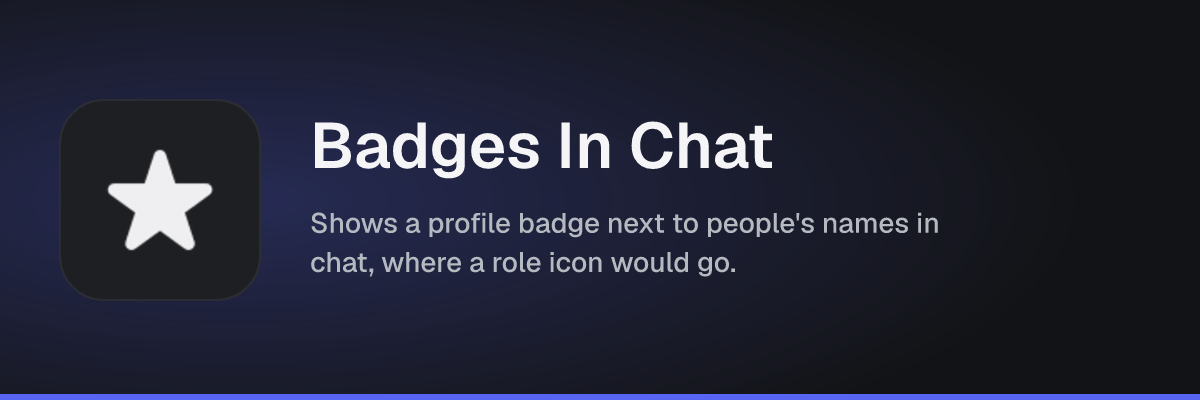 Badges In Chat
Shows a profile badge next to people's names in
chat, where a role icon would go.